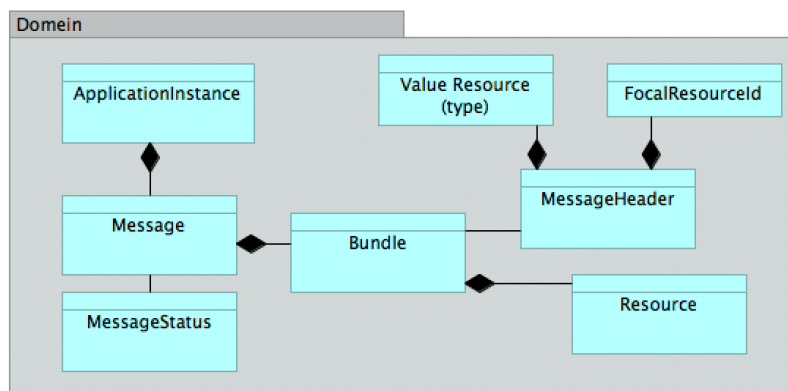 Domein
ApplicationInstance
Value Resource
(type)
FocalResourceId
Message
Bundle
MessageHeader
MessageStatus
Resource